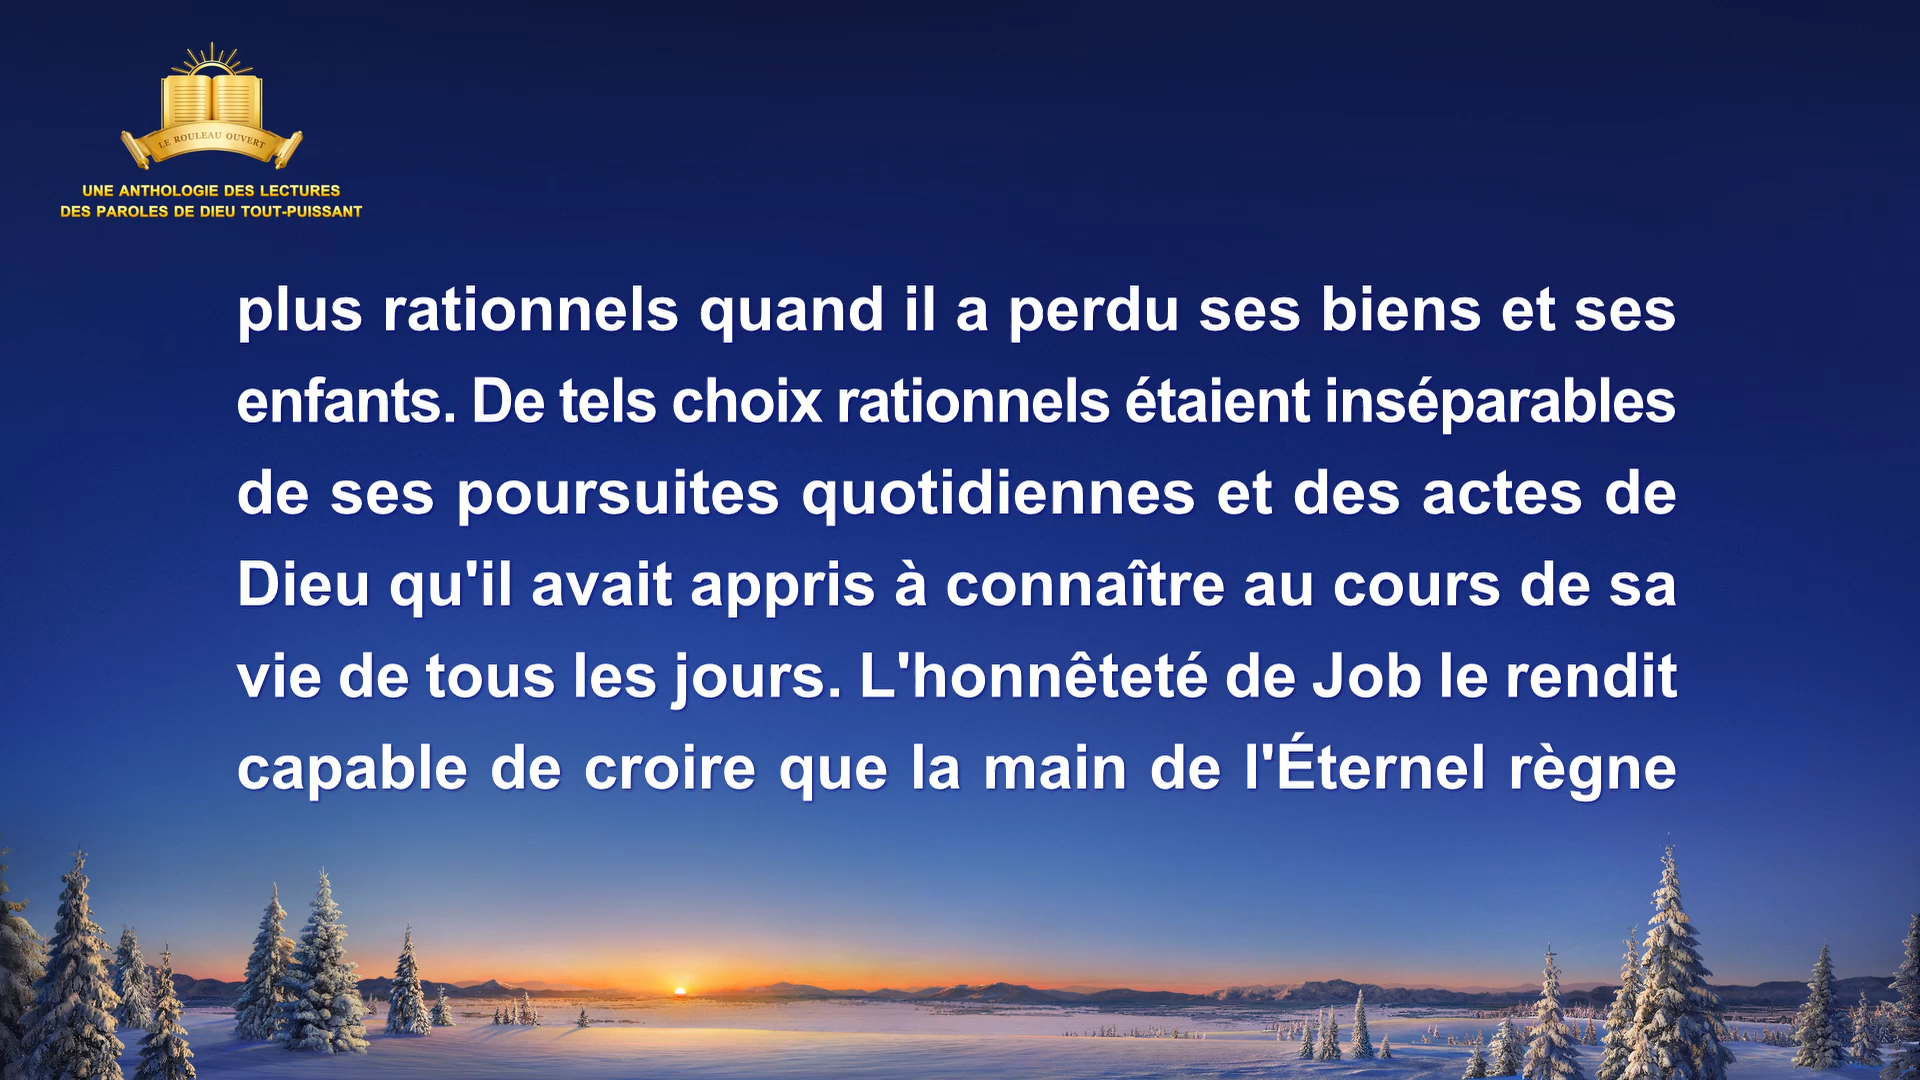 LE ROULEAU OUVERT
UNE ANTHOLOGIE DES LECTURES
DES PAROLES DE DIEU TOUT-PUISSANT
plus rationnels quand il a perdu ses biens et ses
enfants. De tels choix rationnels étaient inséparables
de ses poursuites quotidiennes et des actes de
Dieu qu'il avait appris à connaître au cours de sa
vie de tous les jours. L'honnêteté de Job le rendit
capable de croire que la main de l'Éternel règne